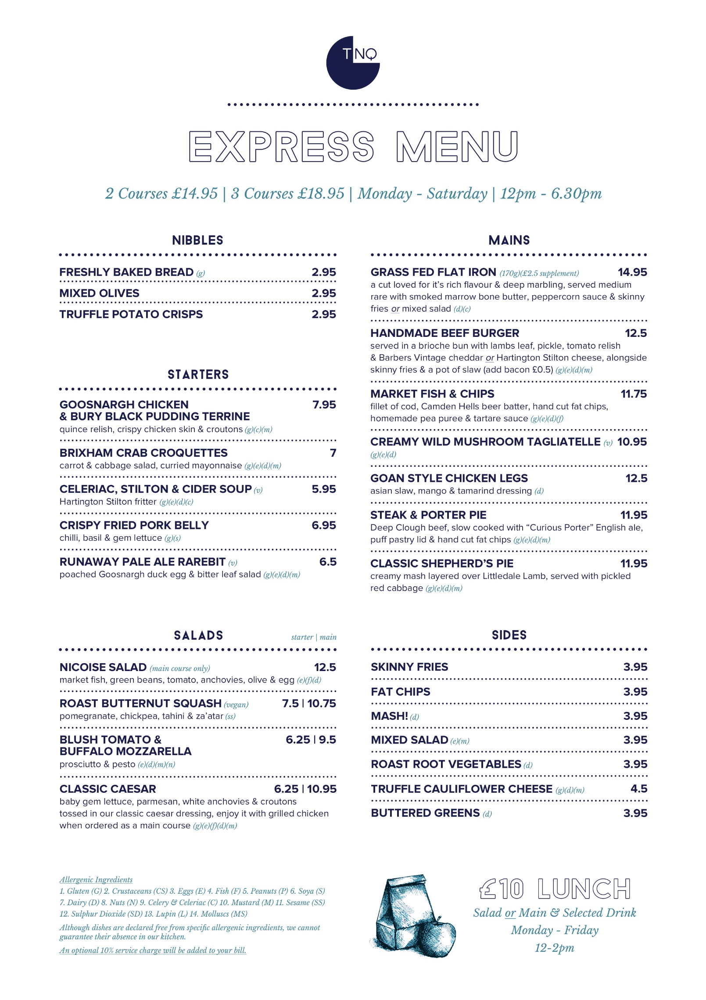 TNQ
EXPRESS MENU
2 Courses £14.95 | 3 Courses £18.95 | Monday - Saturday | 12pm - 6.30pm
NIBBLES
FRESHLY BAKED BREAD (g) 2.95
MIXED OLIVES 2.95
TRUFFLE POTATO CRISPS 2.95
STARTERS
GOOSNARGH CHICKEN 7.95
& BURY BLACK PUDDING TERRINE
quince relish, crispy chicken skin & croutons (g)(c)(m)
BRIXHAM CRAB CROQUETTES 7
carrot & cabbage salad, curried mayonnaise (g)(e)(d)(m)
CELERIAC, STILTON & CIDER SOUP (v) 5.95
Hartington Stilton fritter (g)(e)(d)(c)
CRISPY FRIED PORK BELLY 6.95
chilli, basil & gem lettuce (g)(s)
RUNAWAY PALE ALE RAREBIT (v) 6.5
poached Goosnargh duck egg & bitter leaf salad (g)(e)(d)(m)
SALADS starter | main
NICOISE SALAD (main course only) 12.5
market fish, green beans, tomato, anchovies, olive & egg (e)(f)(d)
ROAST BUTTERNUT SQUASH (vegan) 7.5 | 10.75
pomegranate, chickpea, tahini & za'atar (ss)
BLUSH TOMATO & 6.25 | 9.5
BUFFALO MOZZARELLA
prosciutto & pesto (e)(d)(m)(n)
CLASSIC CAESAR 6.25 | 10.95
baby gem lettuce, parmesan, white anchovies & croutons
tossed in our classic caesar dressing, enjoy it with grilled chicken
when ordered as a main course (g)(e)(f)(d)(m)
MAINS
GRASS FED FLAT IRON (170g)(£2.5 supplement) 14.95
a cut loved for it's rich flavour & deep marbling, served medium
rare with smoked marrow bone butter, peppercorn sauce & skinny
fries or mixed salad (d)(c)
HANDMADE BEEF BURGER 12.5
served in a brioche bun with lambs leaf, pickle, tomato relish
& Barbers Vintage cheddar or Hartington Stilton cheese, alongside
skinny fries & a pot of slaw (add bacon £0.5) (g)(e)(d)(m)
MARKET FISH & CHIPS 11.75
fillet of cod, Camden Hells beer batter, hand cut fat chips,
homemade pea puree & tartare sauce (g)(e)(d)(f)
CREAMY WILD MUSHROOM TAGLIATELLE (v) 10.95
(g)(e)(d)
GOAN STYLE CHICKEN LEGS 12.5
asian slaw, mango & tamarind dressing (d)
STEAK & PORTER PIE 11.95
Deep Clough beef, slow cooked with "Curious Porter" English ale,
puff pastry lid & hand cut fat chips (g)(e)(d)(m)
CLASSIC SHEPHERD'S PIE 11.95
creamy mash layered over Littledale Lamb, served with pickled
red cabbage (g)(e)(d)(m)
SIDES
SKINNY FRIES 3.95
FAT CHIPS 3.95
MASH! (d) 3.95
MIXED SALAD (e)(m) 3.95
ROAST ROOT VEGETABLES (d) 3.95
TRUFFLE CAULIFLOWER CHEESE (g)(d)(m) 4.5
BUTTERED GREENS (d) 3.95
Allergenic Ingredients
1. Gluten (G) 2. Crustaceans (CS) 3. Eggs (E) 4. Fish (F) 5. Peanuts (P) 6. Soya (S)
7. Dairy (D) 8. Nuts (N) 9. Celery & Celeriac (C) 10. Mustard (M) 11. Sesame (SS)
12. Sulphur Dioxide (SD) 13. Lupin (L) 14. Molluscs (MS)
Although dishes are declared free from specific allergenic ingredients, we cannot
guarantee their absence in our kitchen.
An optional 10% service charge will be added to your bill.
£10 LUNCH
Salad or Main & Selected Drink
Monday - Friday
12-2pm